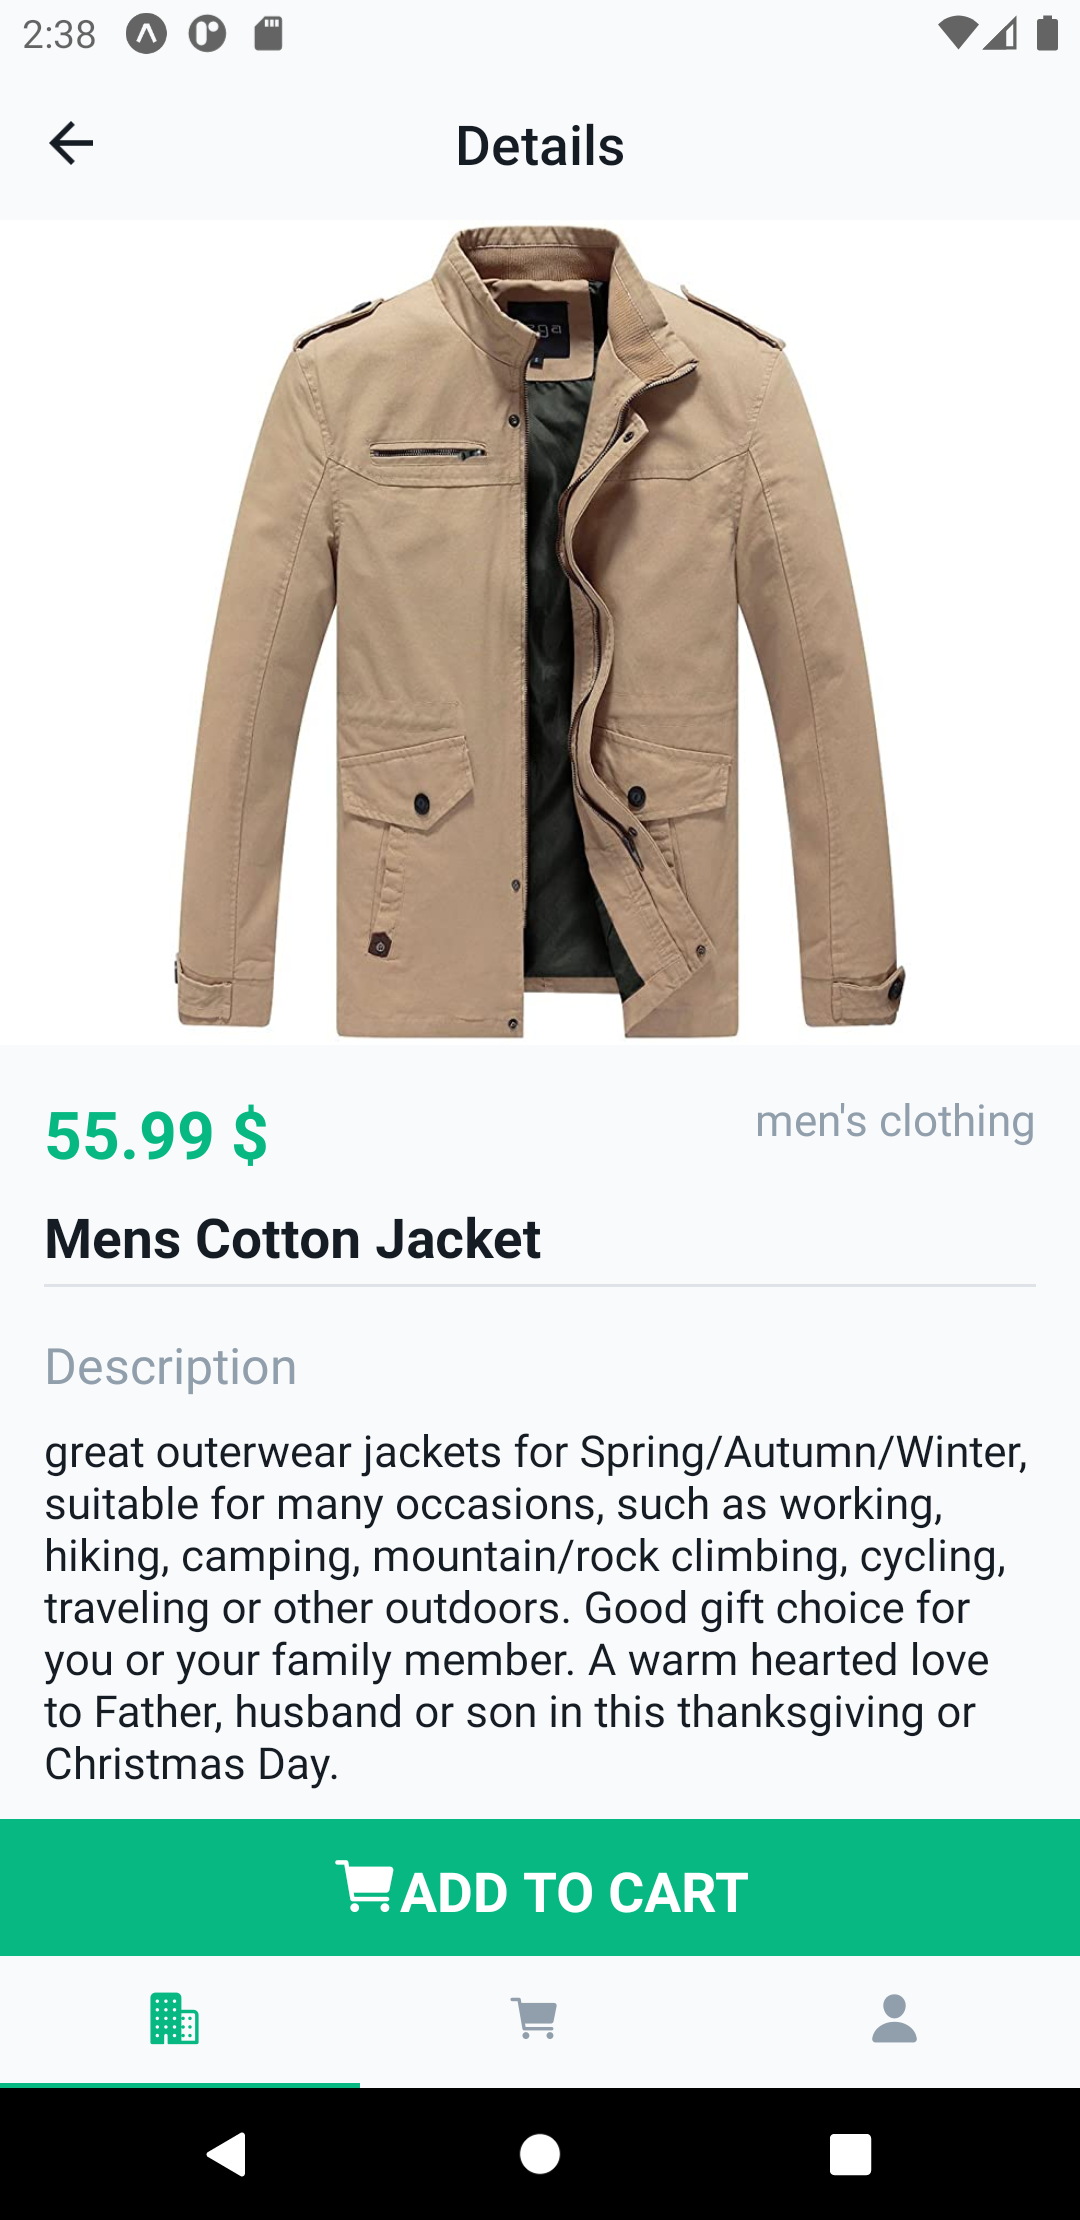 2:38
Details
55.99 $
men's clothing
Mens Cotton Jacket
Description
great outerwear jackets for Spring/Autumn/Winter,
suitable for many occasions, such as working,
hiking, camping, mountain/rock climbing, cycling,
traveling or other outdoors. Good gift choice for
you or your family member. A warm hearted love
to Father, husband or son in this thanksgiving or
Christmas Day.
ADD TO CART